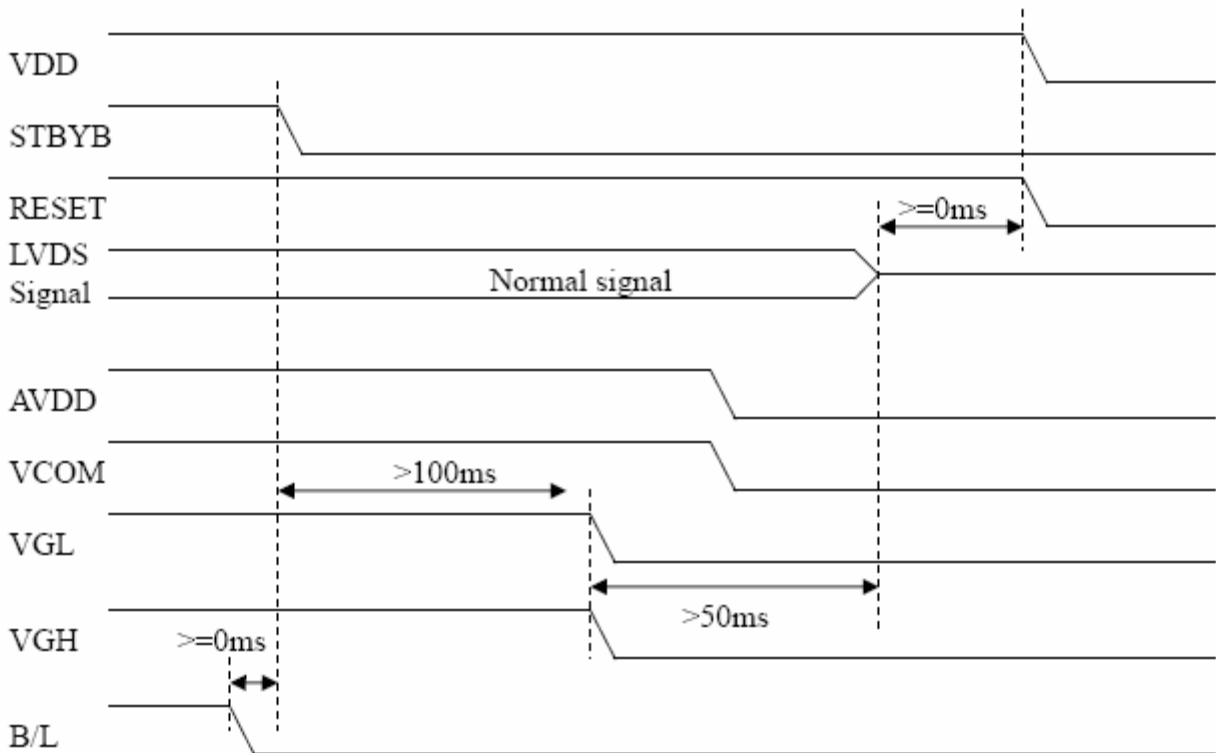 VDD
STBYB
RESET
>=0ms
LVDS
Signal
Normal signal
AVDD
VCOM
>100ms
VGL
>50ms
VGH
>=0ms
B/L